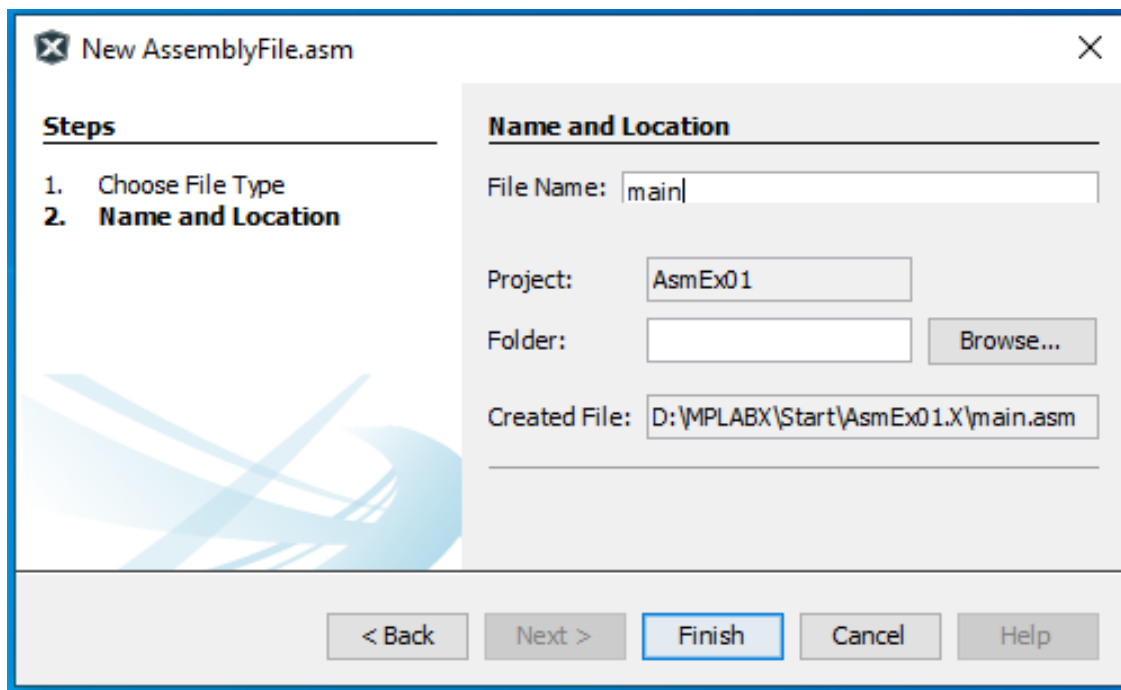 New AssemblyFile.asm
Steps
1. Choose File Type
2. Name and Location
Name and Location
File Name: main
Project: AsmEx01
Folder: Browse...
Created File: D:\MPLABX\Start\AsmEx01.X\main.asm
< Back Next > Finish Cancel Help